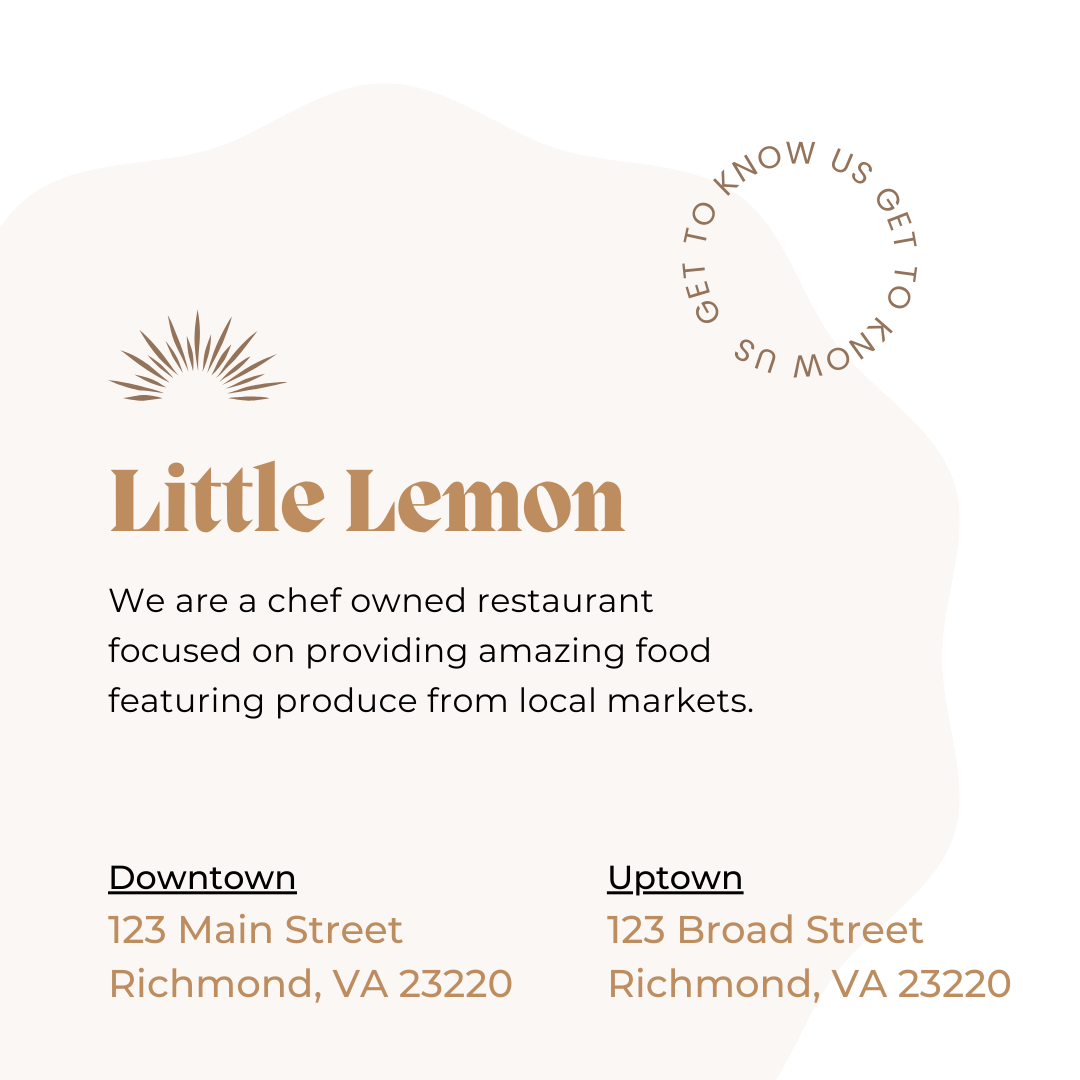 GET TO KNOW US GET TO KNOW US
Little Lemon
We are a chef owned restaurant
focused on providing amazing food
featuring produce from local markets.
Downtown
123 Main Street
Richmond, VA 23220
Uptown
123 Broad Street
Richmond, VA 23220